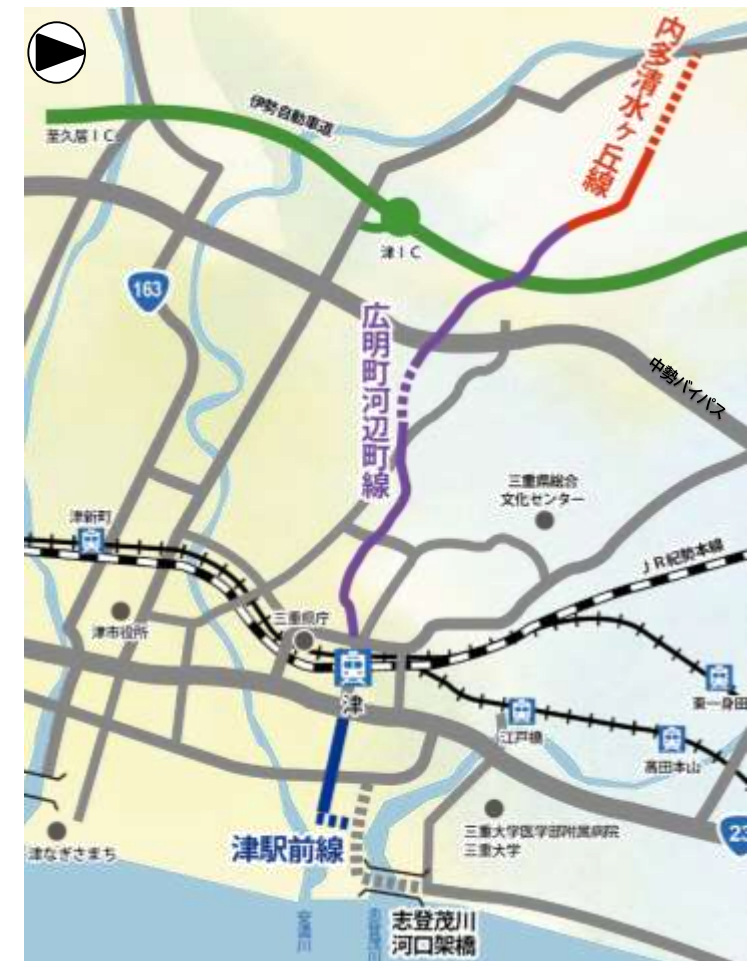 内多清水ヶ丘線
伊勢自動車道
至久居IC
津IC
163
広明町河辺町線
中勢バイパス
三重県総合
文化センター
津新町
JR紀勢本線
津市役所
三重県庁
津
東一身田
江戸橋
高田本山
23
津駅前線
三重大学医学部附属病院
三重大学
津なぎさまち
安濃川
志登茂川
志登茂川
河口架橋